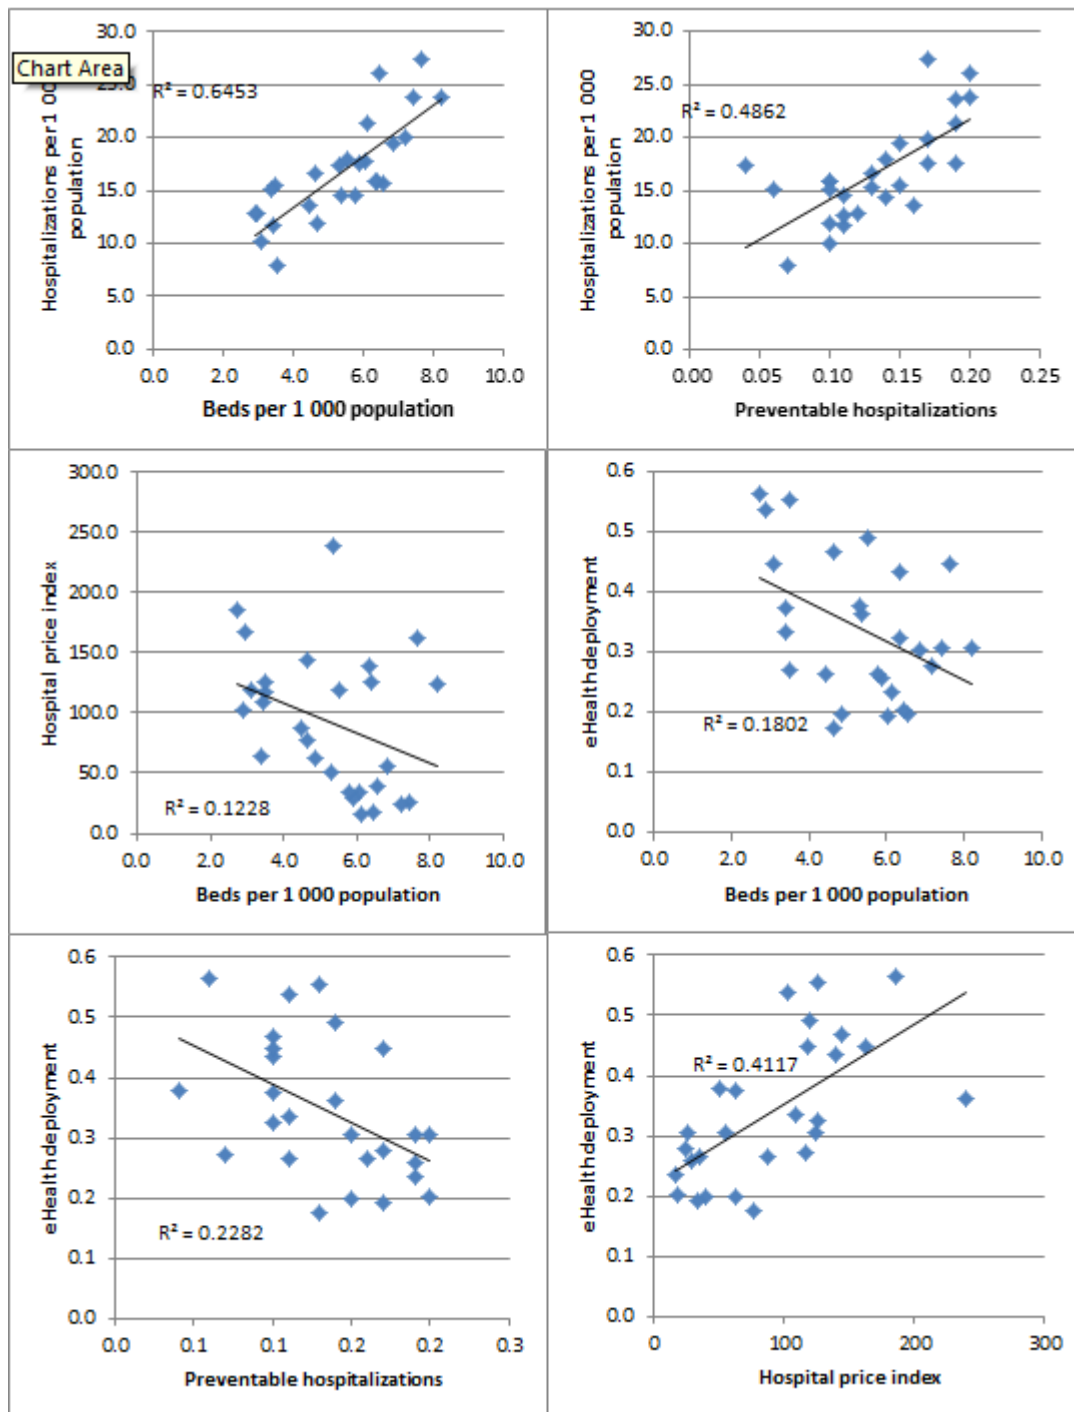 30.0
Chart Area
25.0
R² = 0.6453
20.0
15.0
10.0
5.0
0.0
0.0 2.0 4.0 6.0 8.0 10.0
Hospitalizations per 1 000
population
Beds per 1 000 population
30.0
25.0
R² = 0.4862
20.0
15.0
10.0
5.0
0.0
0.00 0.05 0.10 0.15 0.20 0.25
Hospitalizations per 1 000
population
Preventable hospitalizations
300.0
250.0
200.0
150.0
100.0
50.0
R² = 0.1228
0.0
0.0 2.0 4.0 6.0 8.0 10.0
Hospital price index
Beds per 1 000 population
0.6
0.5
0.4
0.3
0.2
R² = 0.1802
0.1
0.0
0.0 2.0 4.0 6.0 8.0 10.0
eHealthdeployment
Beds per 1 000 population
0.6
0.5
0.4
0.3
0.2
R² = 0.2282
0.1
0.0
0.0 0.1 0.1 0.2 0.2 0.3
eHealthdeployment
Preventable hospitalizations
0.6
0.5
R² = 0.4117
0.4
0.3
0.2
0.1
0.0
0 100 200 300
eHealthdeployment
Hospital price index